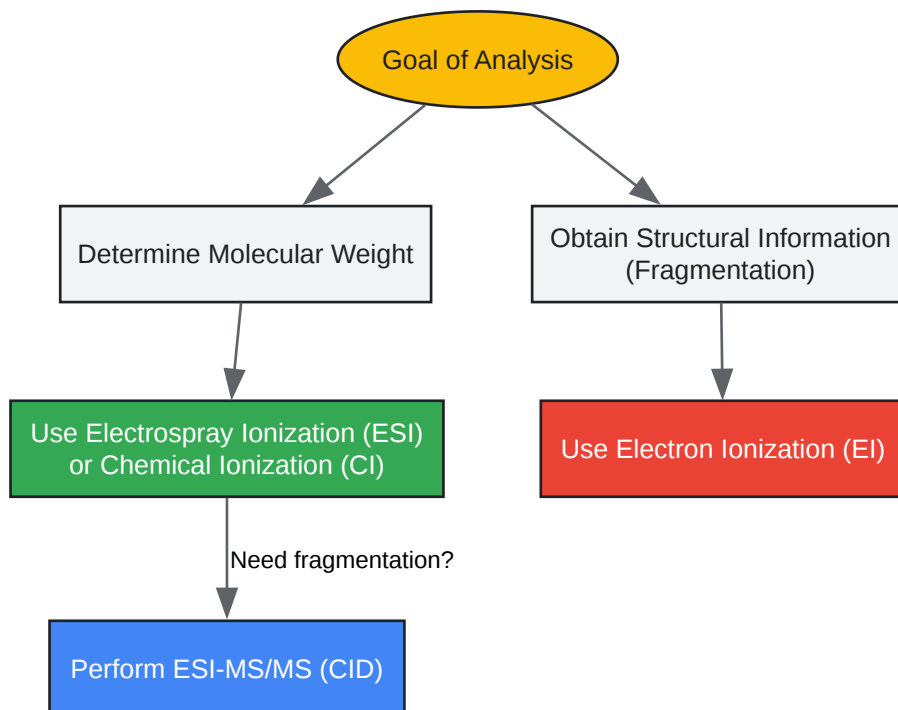 Goal of Analysis
Determine Molecular Weight
Obtain Structural Information
(Fragmentation)
Use Electrospray Ionization (ESI)
or Chemical Ionization (CI)
Use Electron Ionization (EI)
Need fragmentation?
Perform ESI-MS/MS (CID)